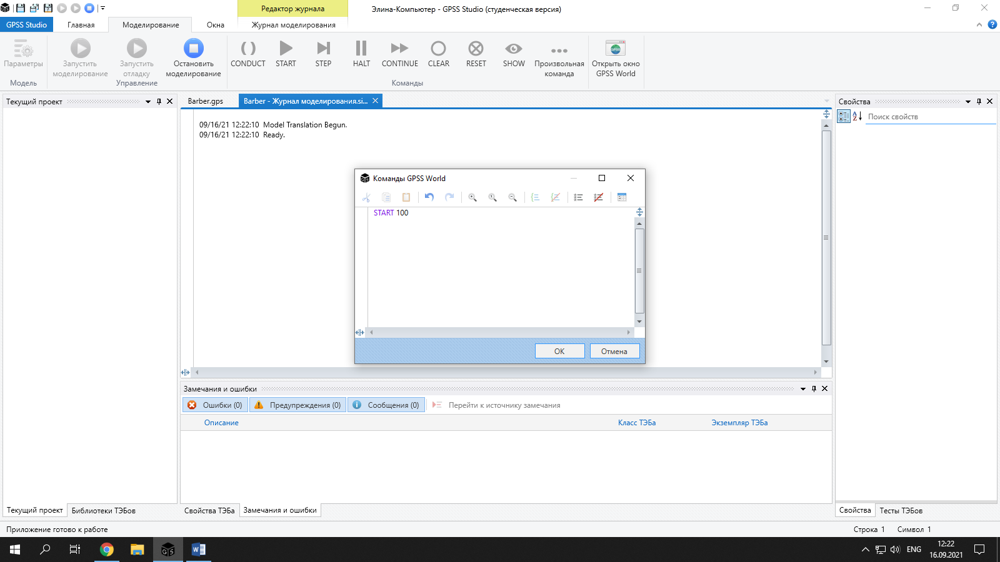 Редактор журнала
Элина-Компьютер - GPSS Studio (студенческая версия)
GPSS Studio
Главная
Моделирование
Окна
Журнал моделирования
Параметры
Запустить моделирование
Запустить отладку
Остановить моделирование
CONDUCT
START
STEP
HALT
CONTINUE
CLEAR
RESET
SHOW
Произвольная команда
Открыть окно GPSS World
Модель
Управление
Команды
Текущий проект
Barber.gps
Barber - Журнал моделирования.si...
Свойства
Поиск свойств
09/16/21 12:22:10 Model Translation Begun.
09/16/21 12:22:10 Ready.
Команды GPSS World
START 100
OK
Отмена
Замечания и ошибки
Ошибки (0)
Предупреждения (0)
Сообщения (0)
Перейти к источнику замечания
Описание
Класс ТЭБа
Экземпляр ТЭБа
Текущий проект
Библиотеки ТЭБов
Свойства ТЭБа
Замечания и ошибки
Свойства
Тесты ТЭБов
Приложение готово к работе
Строка 1
Символ 1
ENG
12:22
16.09.2021